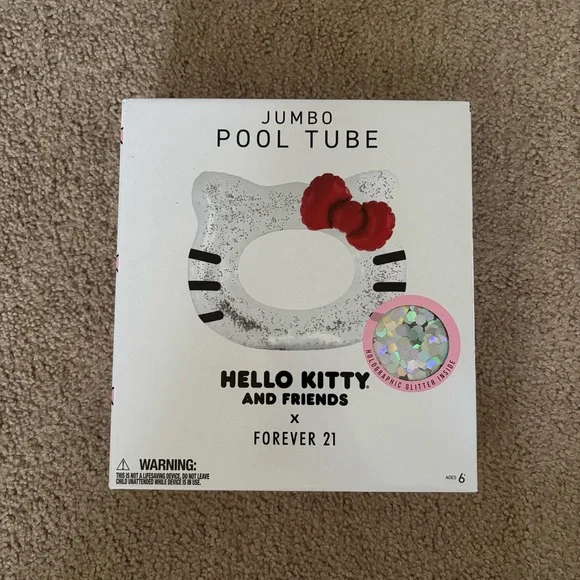 JUMBO
POOL TUBE
HOLOGRAPHIC GLITTER INSIDE
HELLO KITTY®
AND FRIENDS
X
FOREVER 21
⚠ WARNING:
THIS IS NOT A LIFESAVING DEVICE, DO NOT LEAVE
CHILD UNATTENDED WHILE DEVICE IS IN USE.
AGES 6+